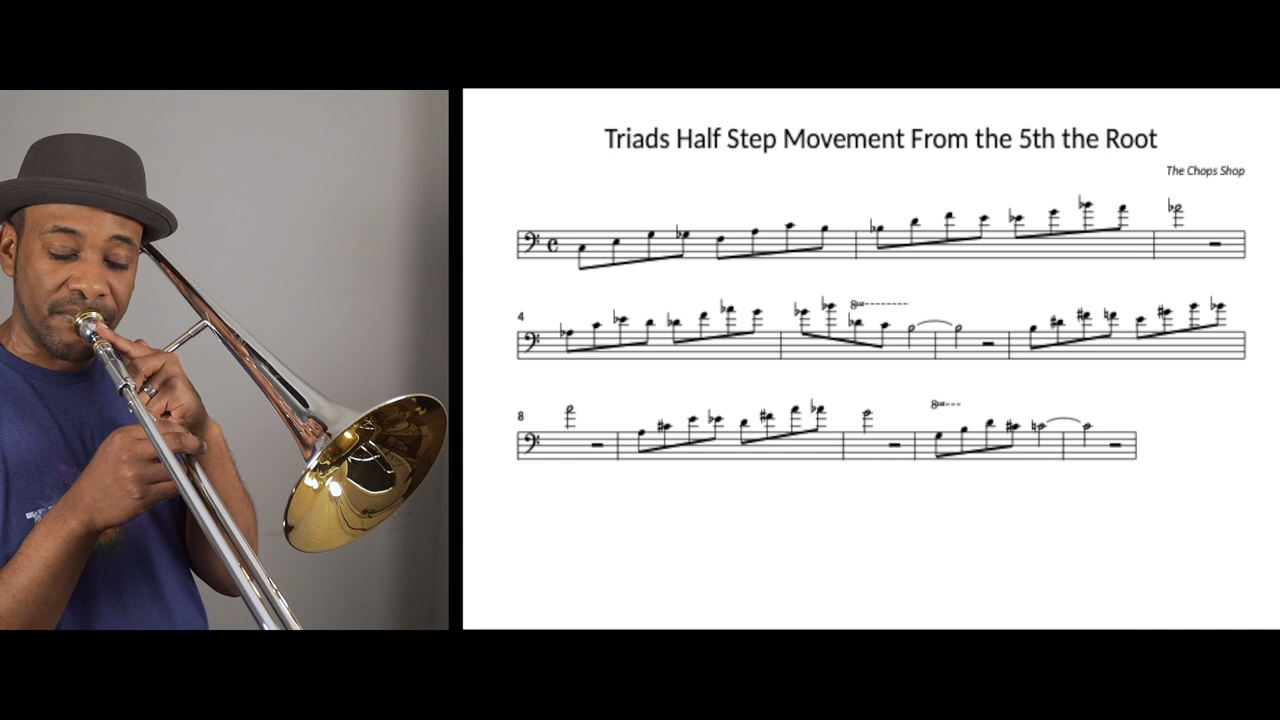 Triads Half Step Movement From the 5th the Root
The Chops Shop
8va
4
8va
8